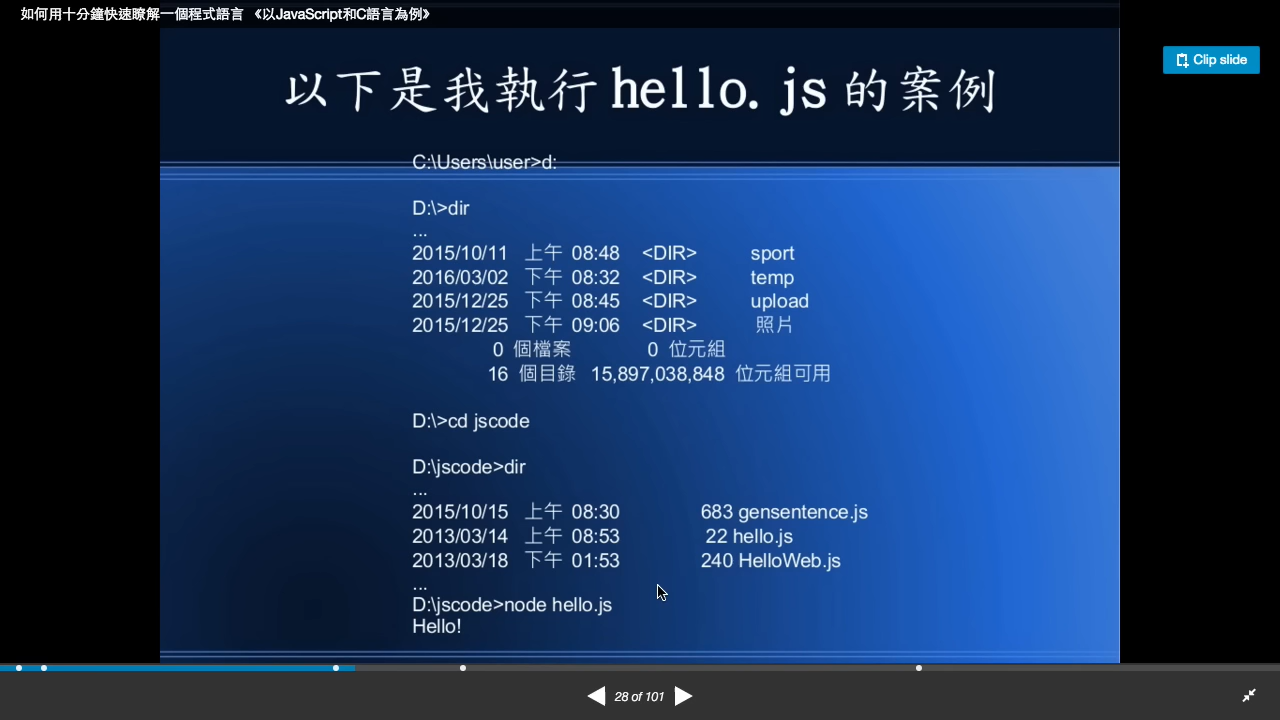 如何用十分鐘快速瞭解一個程式語言 《以JavaScript和C語言為例》
Clip slide
以下是我執行 hello. js 的案例
C:\Users\user>d:
D:\>dir
...
2015/10/11 上午 08:48 <DIR> sport
2016/03/02 下午 08:32 <DIR> temp
2015/12/25 下午 08:45 <DIR> upload
2015/12/25 下午 09:06 <DIR> 照片
0 個檔案 0 位元組
16 個目錄 15,897,038,848 位元組可用
D:\>cd jscode
D:\jscode>dir
...
2015/10/15 上午 08:30 683 gensentence.js
2013/03/14 上午 08:53 22 hello.js
2013/03/18 下午 01:53 240 HelloWeb.js
...
D:\jscode>node hello.js
Hello!
28 of 101